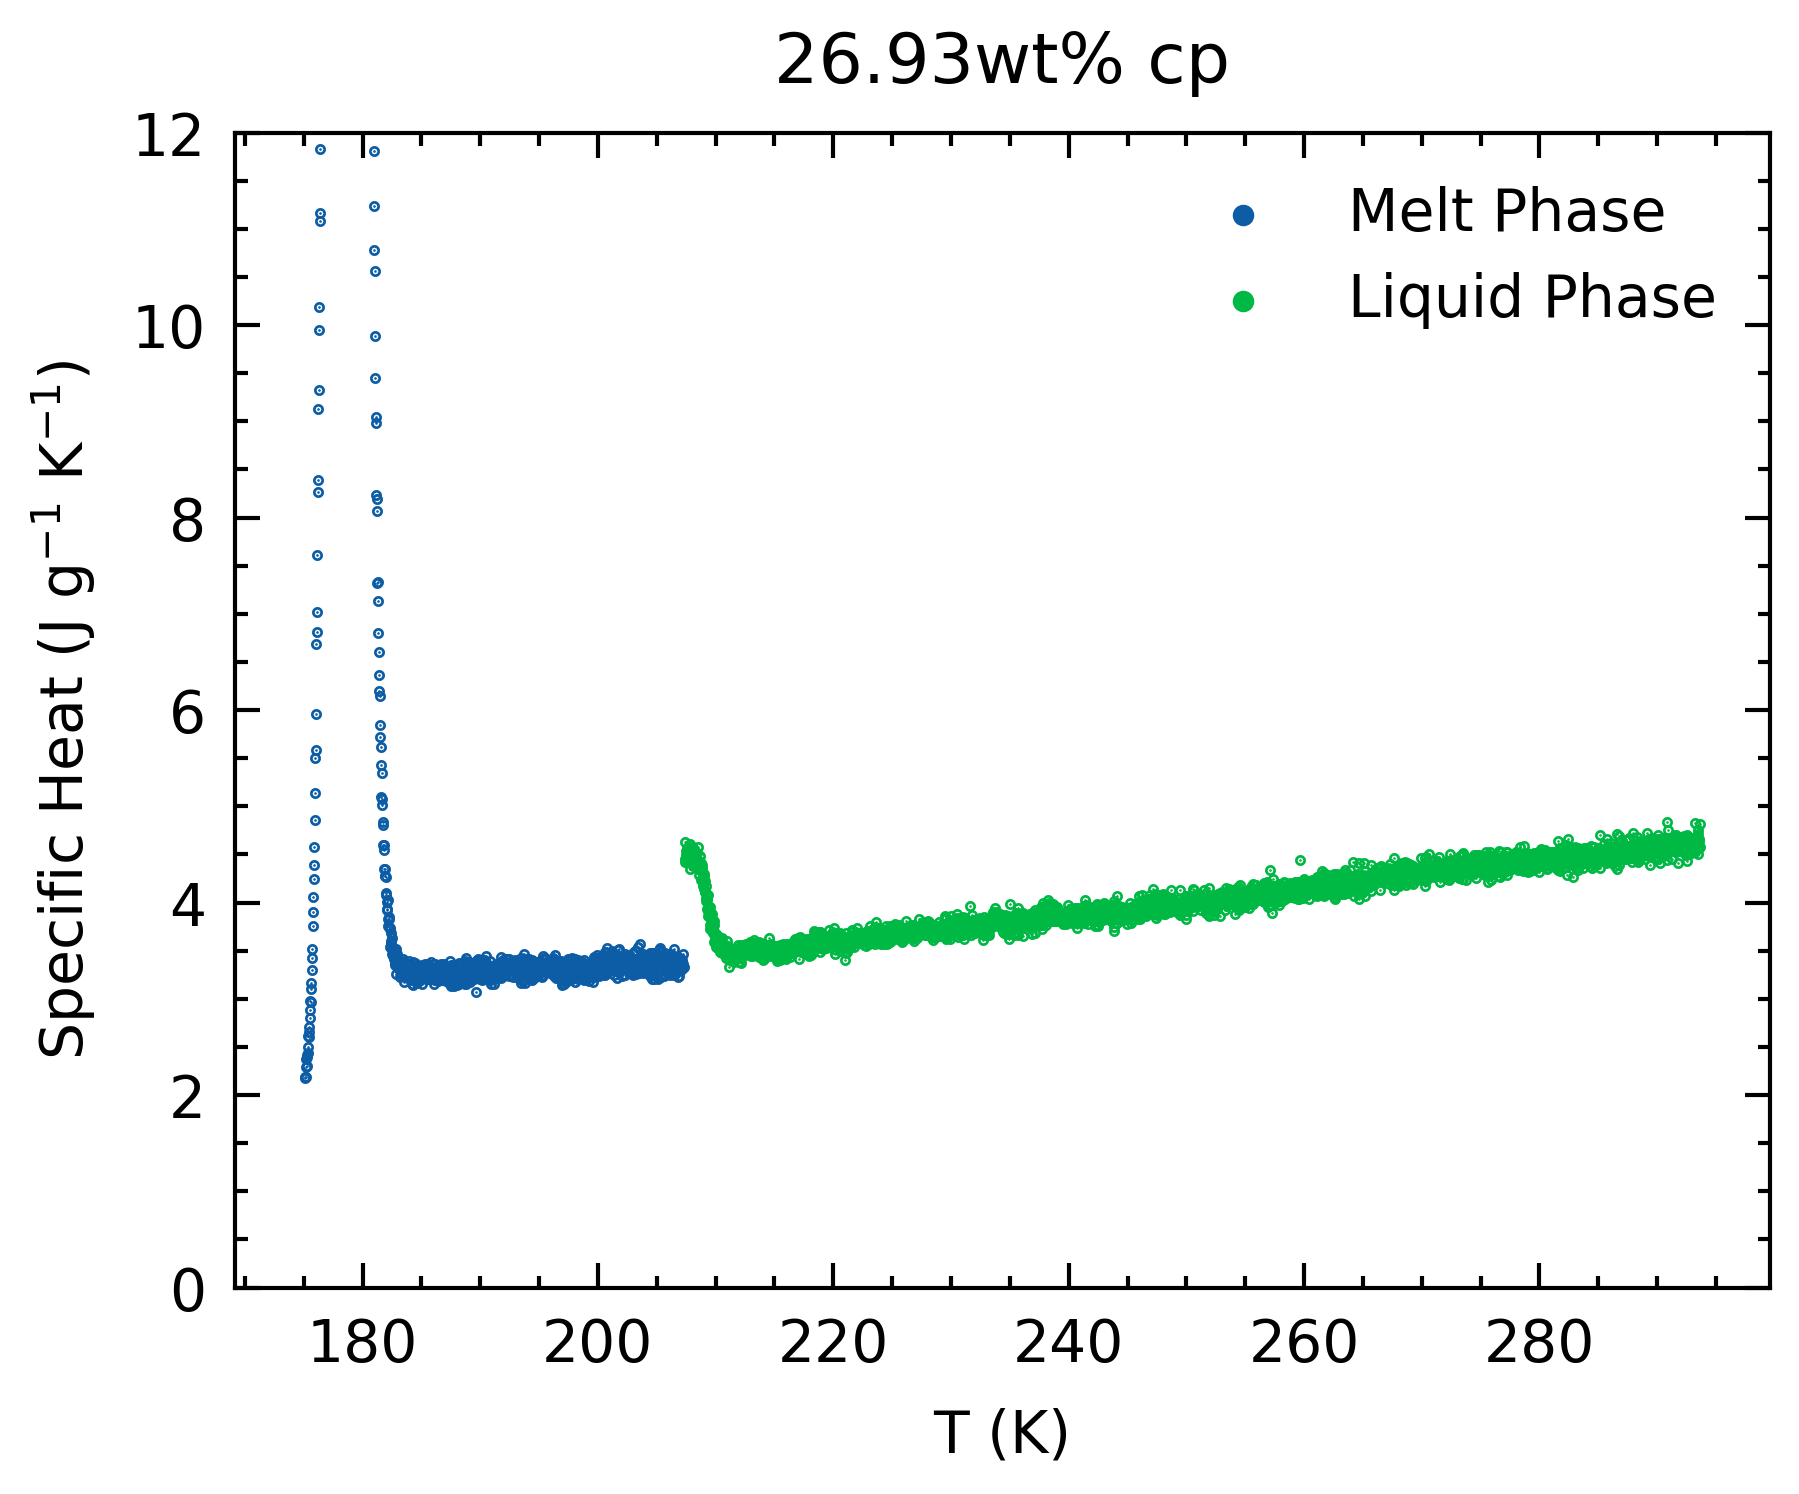 26.93wt% cp
Specific Heat (J g⁻¹ K⁻¹)
12
10
8
6
4
2
0
Melt Phase
Liquid Phase
180 200 220 240 260 280
T (K)